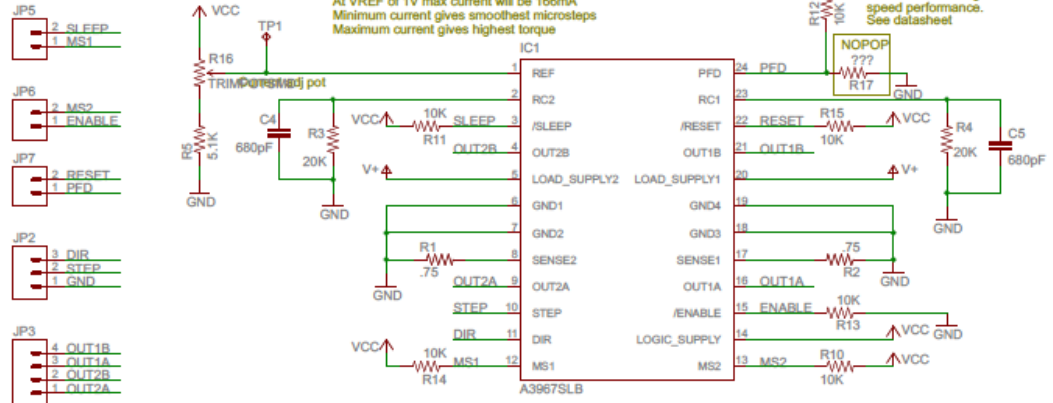 At VREF of 1V max current will be 166mA
Minimum current gives smoothest microsteps
Maximum current gives highest torque
speed performance.
See datasheet
JP5
2 SLEEP
1 MS1
VCC
TP1
R16
Current adj pot
R5
5.1K
GND
JP6
2 MS2
1 ENABLE
JP7
2 RESET
1 PFD
JP2
3 DIR
2 STEP
1 GND
JP3
4 OUT1B
3 OUT1A
2 OUT2B
1 OUT2A
C4
680pF
R3
20K
GND
VCC
10K
R11
SLEEP
OUT2B
V+
R1
.75
GND
OUT2A
STEP
DIR
VCC
10K
R14
MS1
IC1
1 REF
2 RC2
3 /SLEEP
4 OUT2B
5 LOAD_SUPPLY2
6 GND1
7 GND2
8 SENSE2
9 OUT2A
10 STEP
11 DIR
12 MS1
PFD 24
RC1 23
/RESET 22
OUT1B 21
LOAD_SUPPLY1 20
GND4 19
GND3 18
SENSE1 17
OUT1A 16
/ENABLE 15
LOGIC_SUPPLY 14
MS2 13
A3967SLB
R12
10K
PFD
NOPOP
???
R17
GND
RESET
R15
10K
VCC
OUT1B
V+
R4
20K
C5
680pF
GND
.75
R2
GND
OUT1A
ENABLE
10K
R13
GND
VCC
MS2
R10
10K
VCC